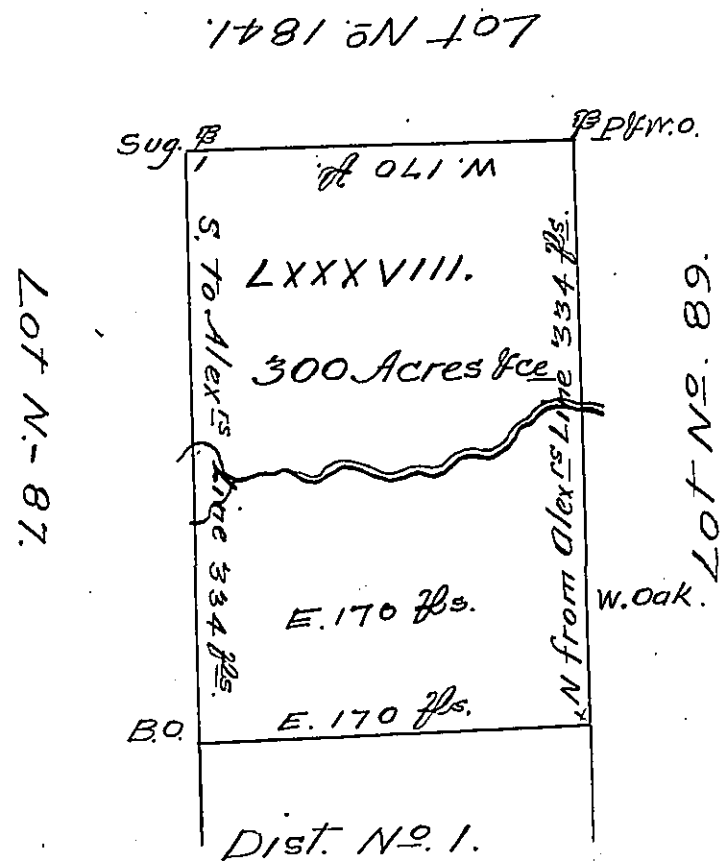 Lot No. 1841.
Sug.
P & W.O.
W. 170 ps.
S. To Alexrs Line 334 ps.
LXXXVIII.
300 Acres &ce
N from Alexrs Line 334 ps.
Lot N.- 87.
Lot No. 89.
E. 170 ps.
W. Oak.
E. 170 ps.
B.O.
Dist. No. 1.